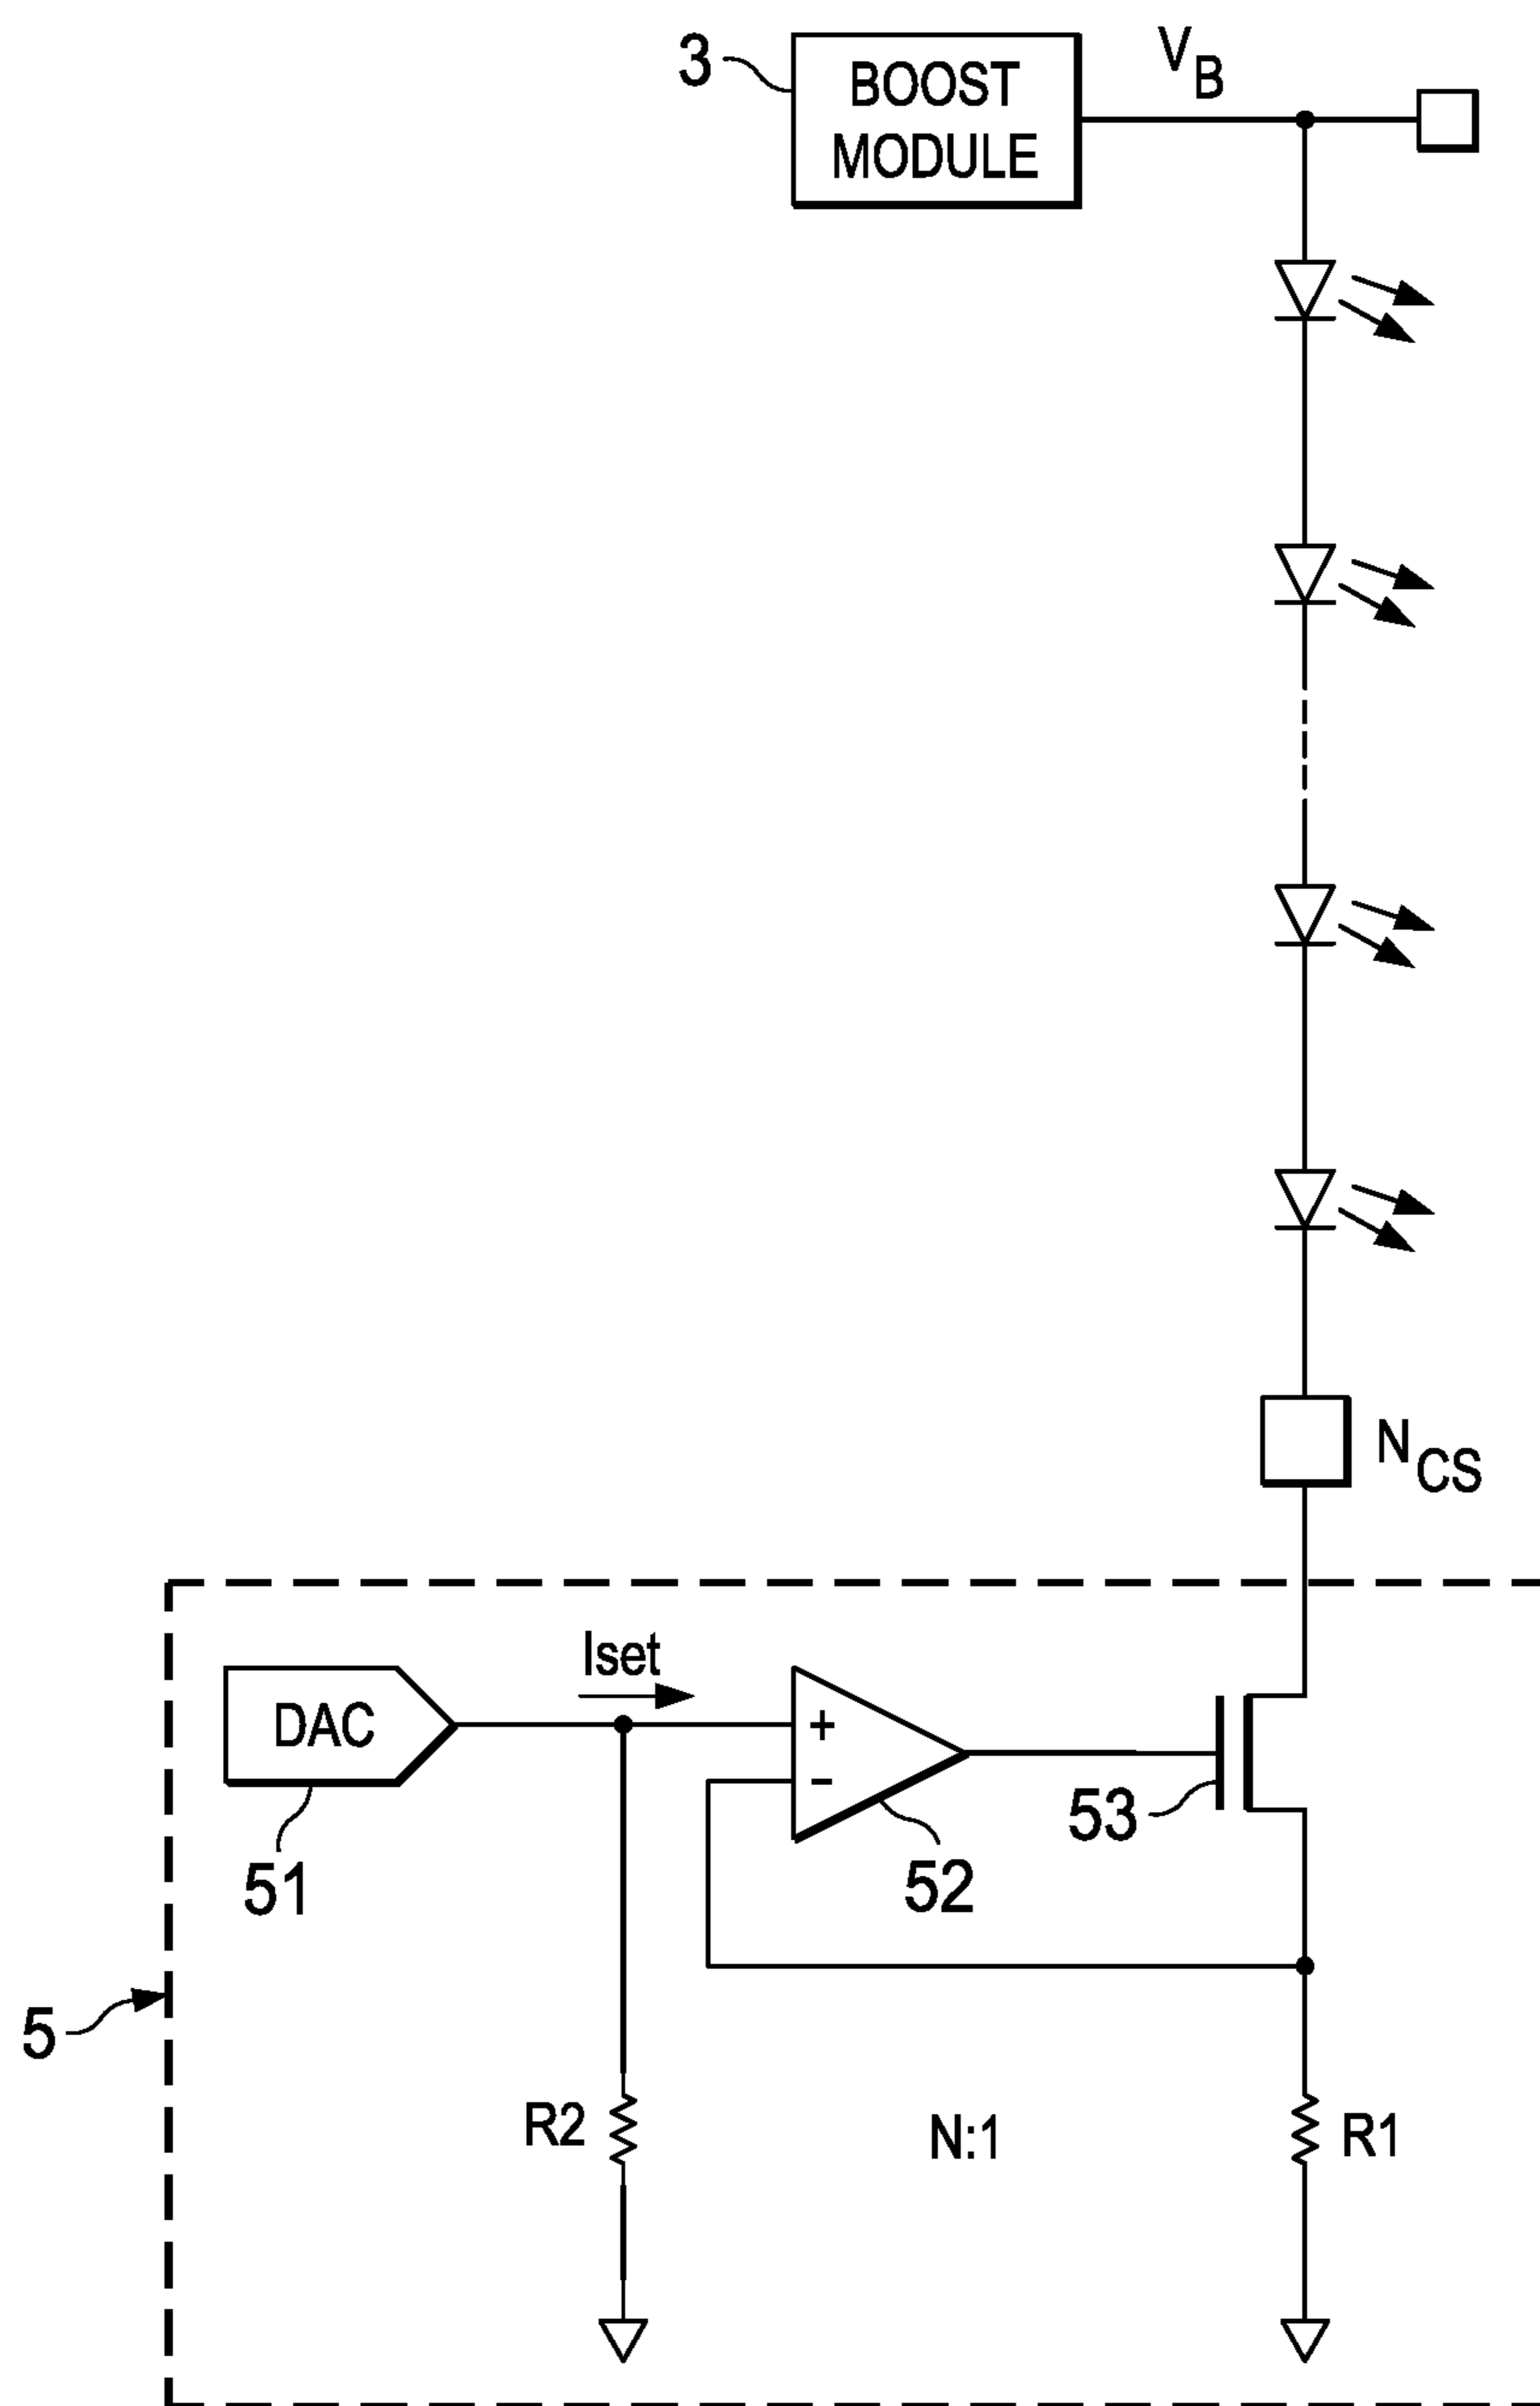 3
BOOST
MODULE
VB
NCS
Iset
DAC
+
-
53
51
52
5
R2
N:1
R1